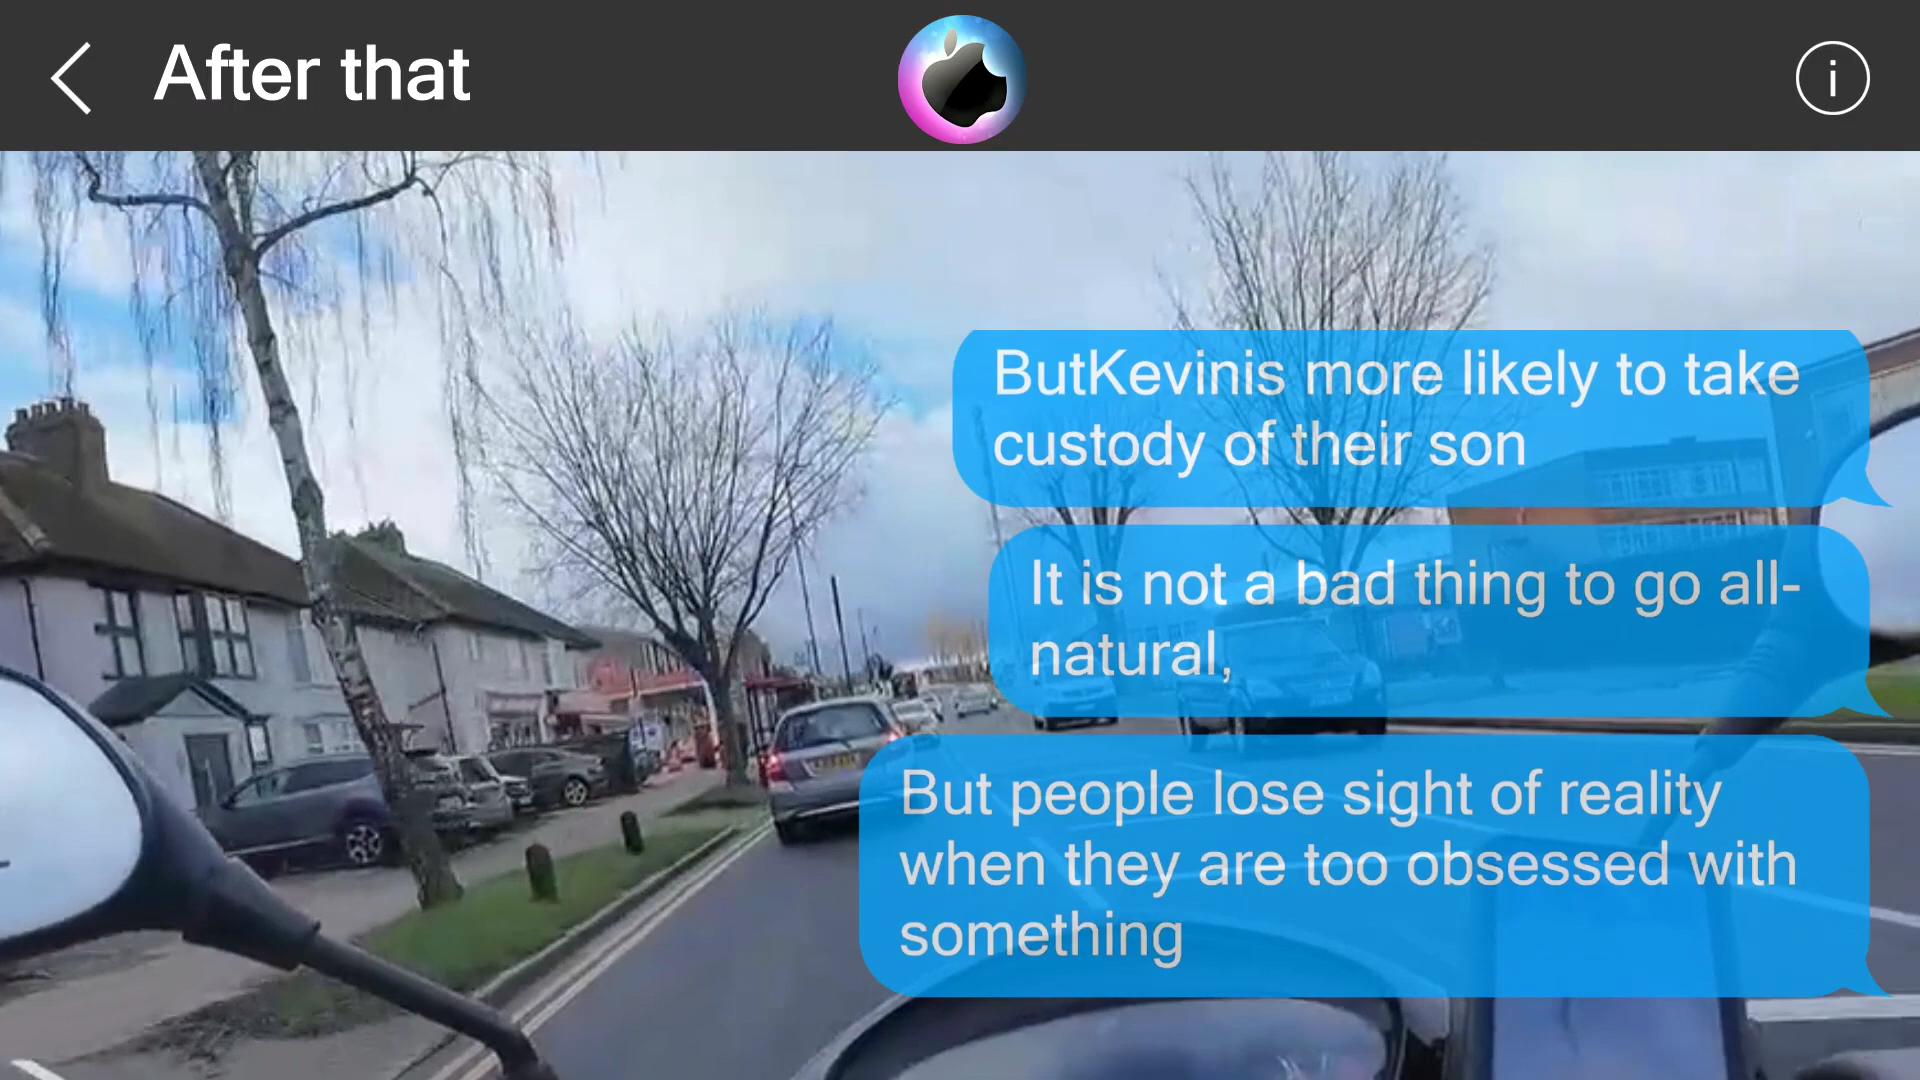 After that
ButKevinis more likely to take
custody of their son
It is not a bad thing to go all-
natural,
But people lose sight of reality
when they are too obsessed with
something